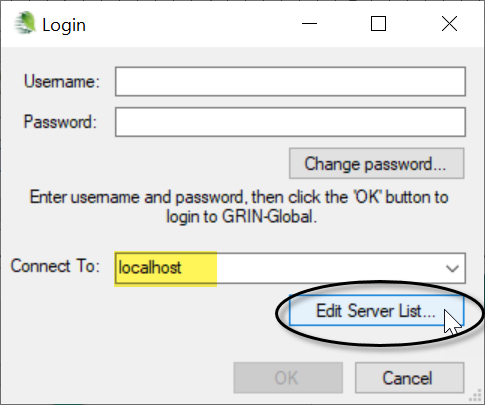 Login
Username:
Password:
Change password...
Enter username and password, then click the 'OK' button to
login to GRIN-Global.
Connect To: localhost
Edit Server List...
OK Cancel